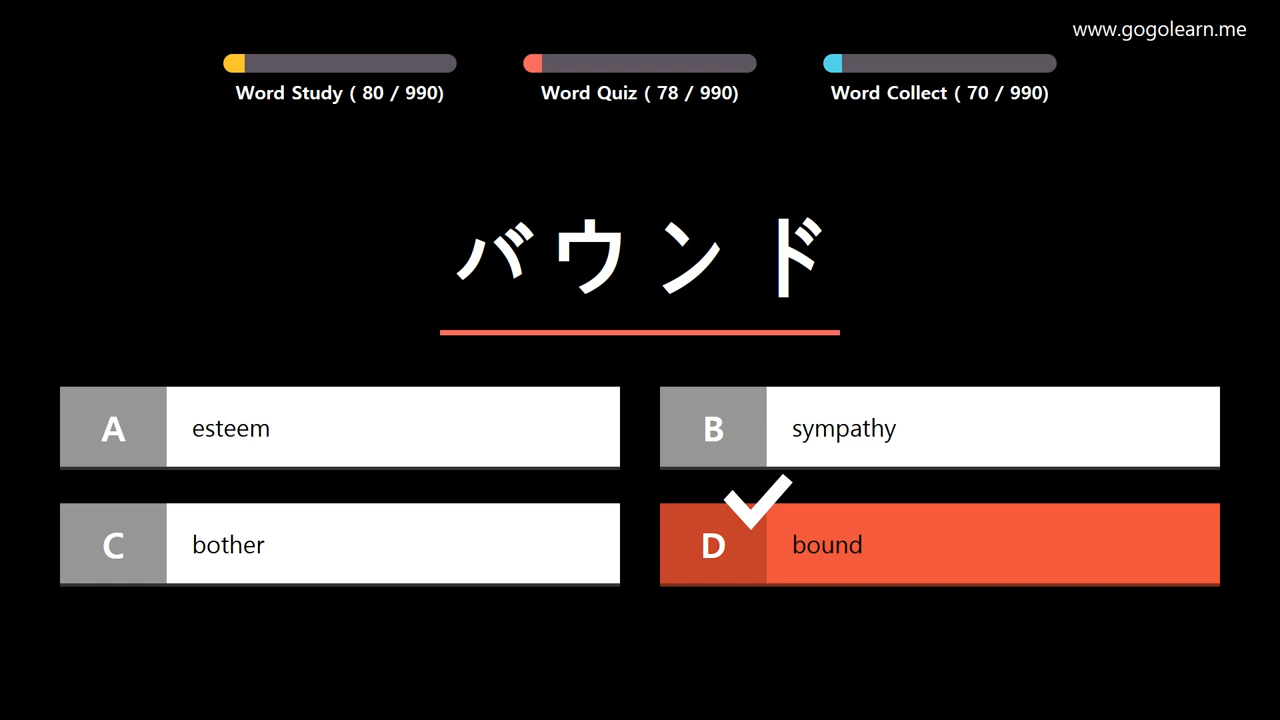 www.gogolearn.me
Word Study ( 80 / 990)
Word Quiz ( 78 / 990)
Word Collect ( 70 / 990)
バウンド
A esteem
B sympathy
C bother
D bound